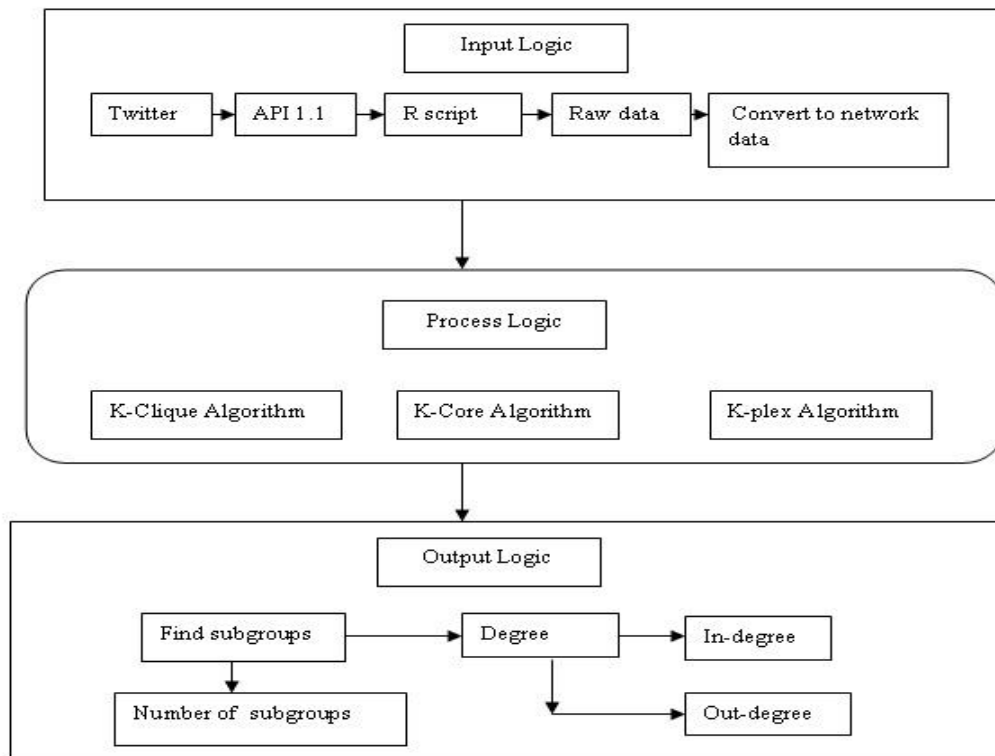 Input Logic
Twitter
API 1.1
R script
Raw data
Convert to network
data
Process Logic
K-Clique Algorithm
K-Core Algorithm
K-plex Algorithm
Output Logic
Find subgroups
Degree
In-degree
Number of subgroups
Out-degree